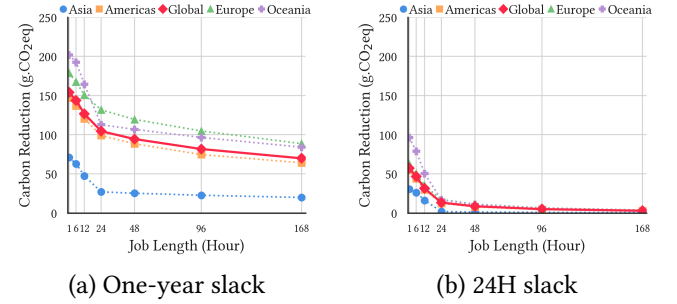 Asia Americas Global Europe Oceania
250
200
150
100
50
0
Carbon Reduction (g.CO₂eq)
1 6 12 24 48 96 168
Job Length (Hour)
(a) One-year slack
Asia Americas Global Europe Oceania
250
200
150
100
50
0
Carbon Reduction (g.CO₂eq)
1 6 12 24 48 96 168
Job Length (Hour)
(b) 24H slack